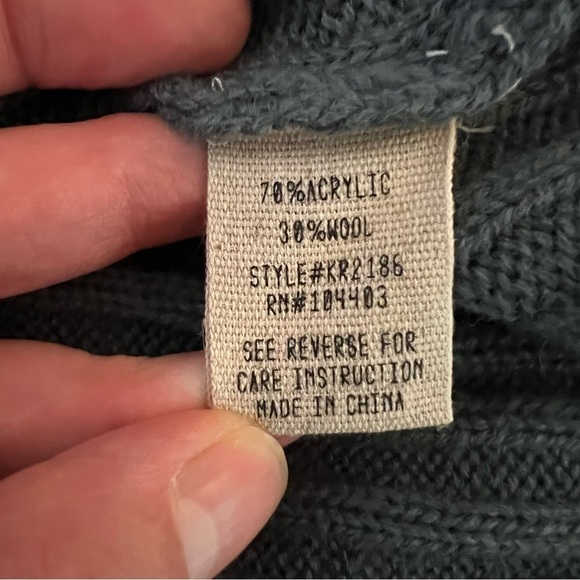 70%ACRYLIC
30%WOOL
STYLE#KR2186
RN#104403
SEE REVERSE FOR
CARE INSTRUCTION
MADE IN CHINA